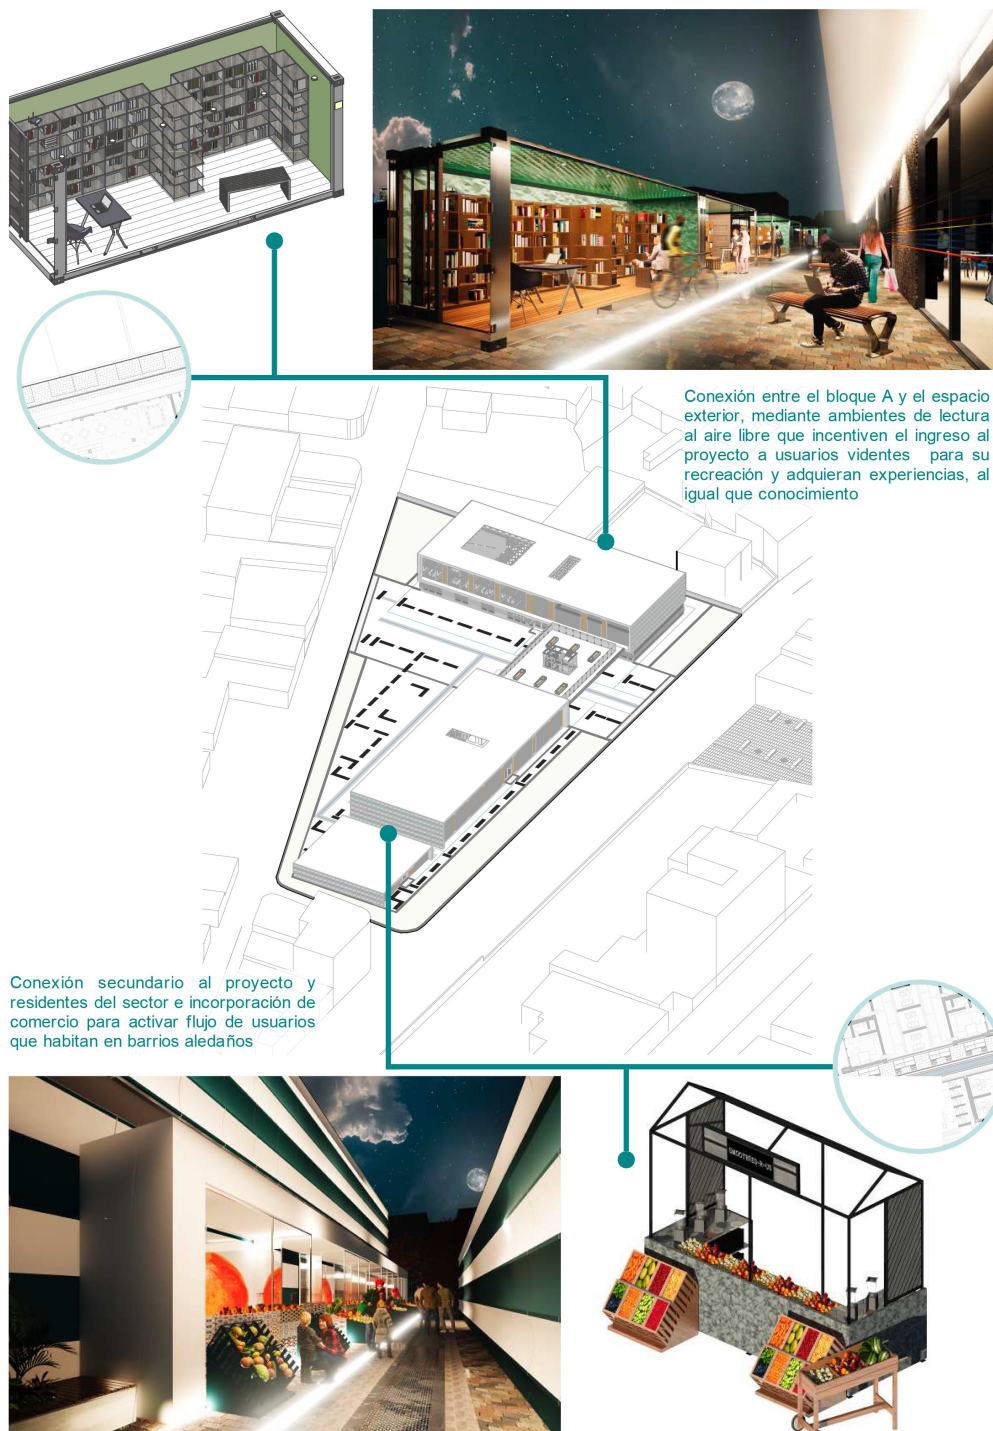 Conexión entre el bloque A y el espacio
exterior, mediante ambientes de lectura
al aire libre que incentiven el ingreso al
proyecto a usuarios videntes para su
recreación y adquieran experiencias, al
igual que conocimiento
Conexión secundario al proyecto y
residentes del sector e incorporación de
comercio para activar flujo de usuarios
que habitan en barrios aledaños
SMOOTHIES-R-US